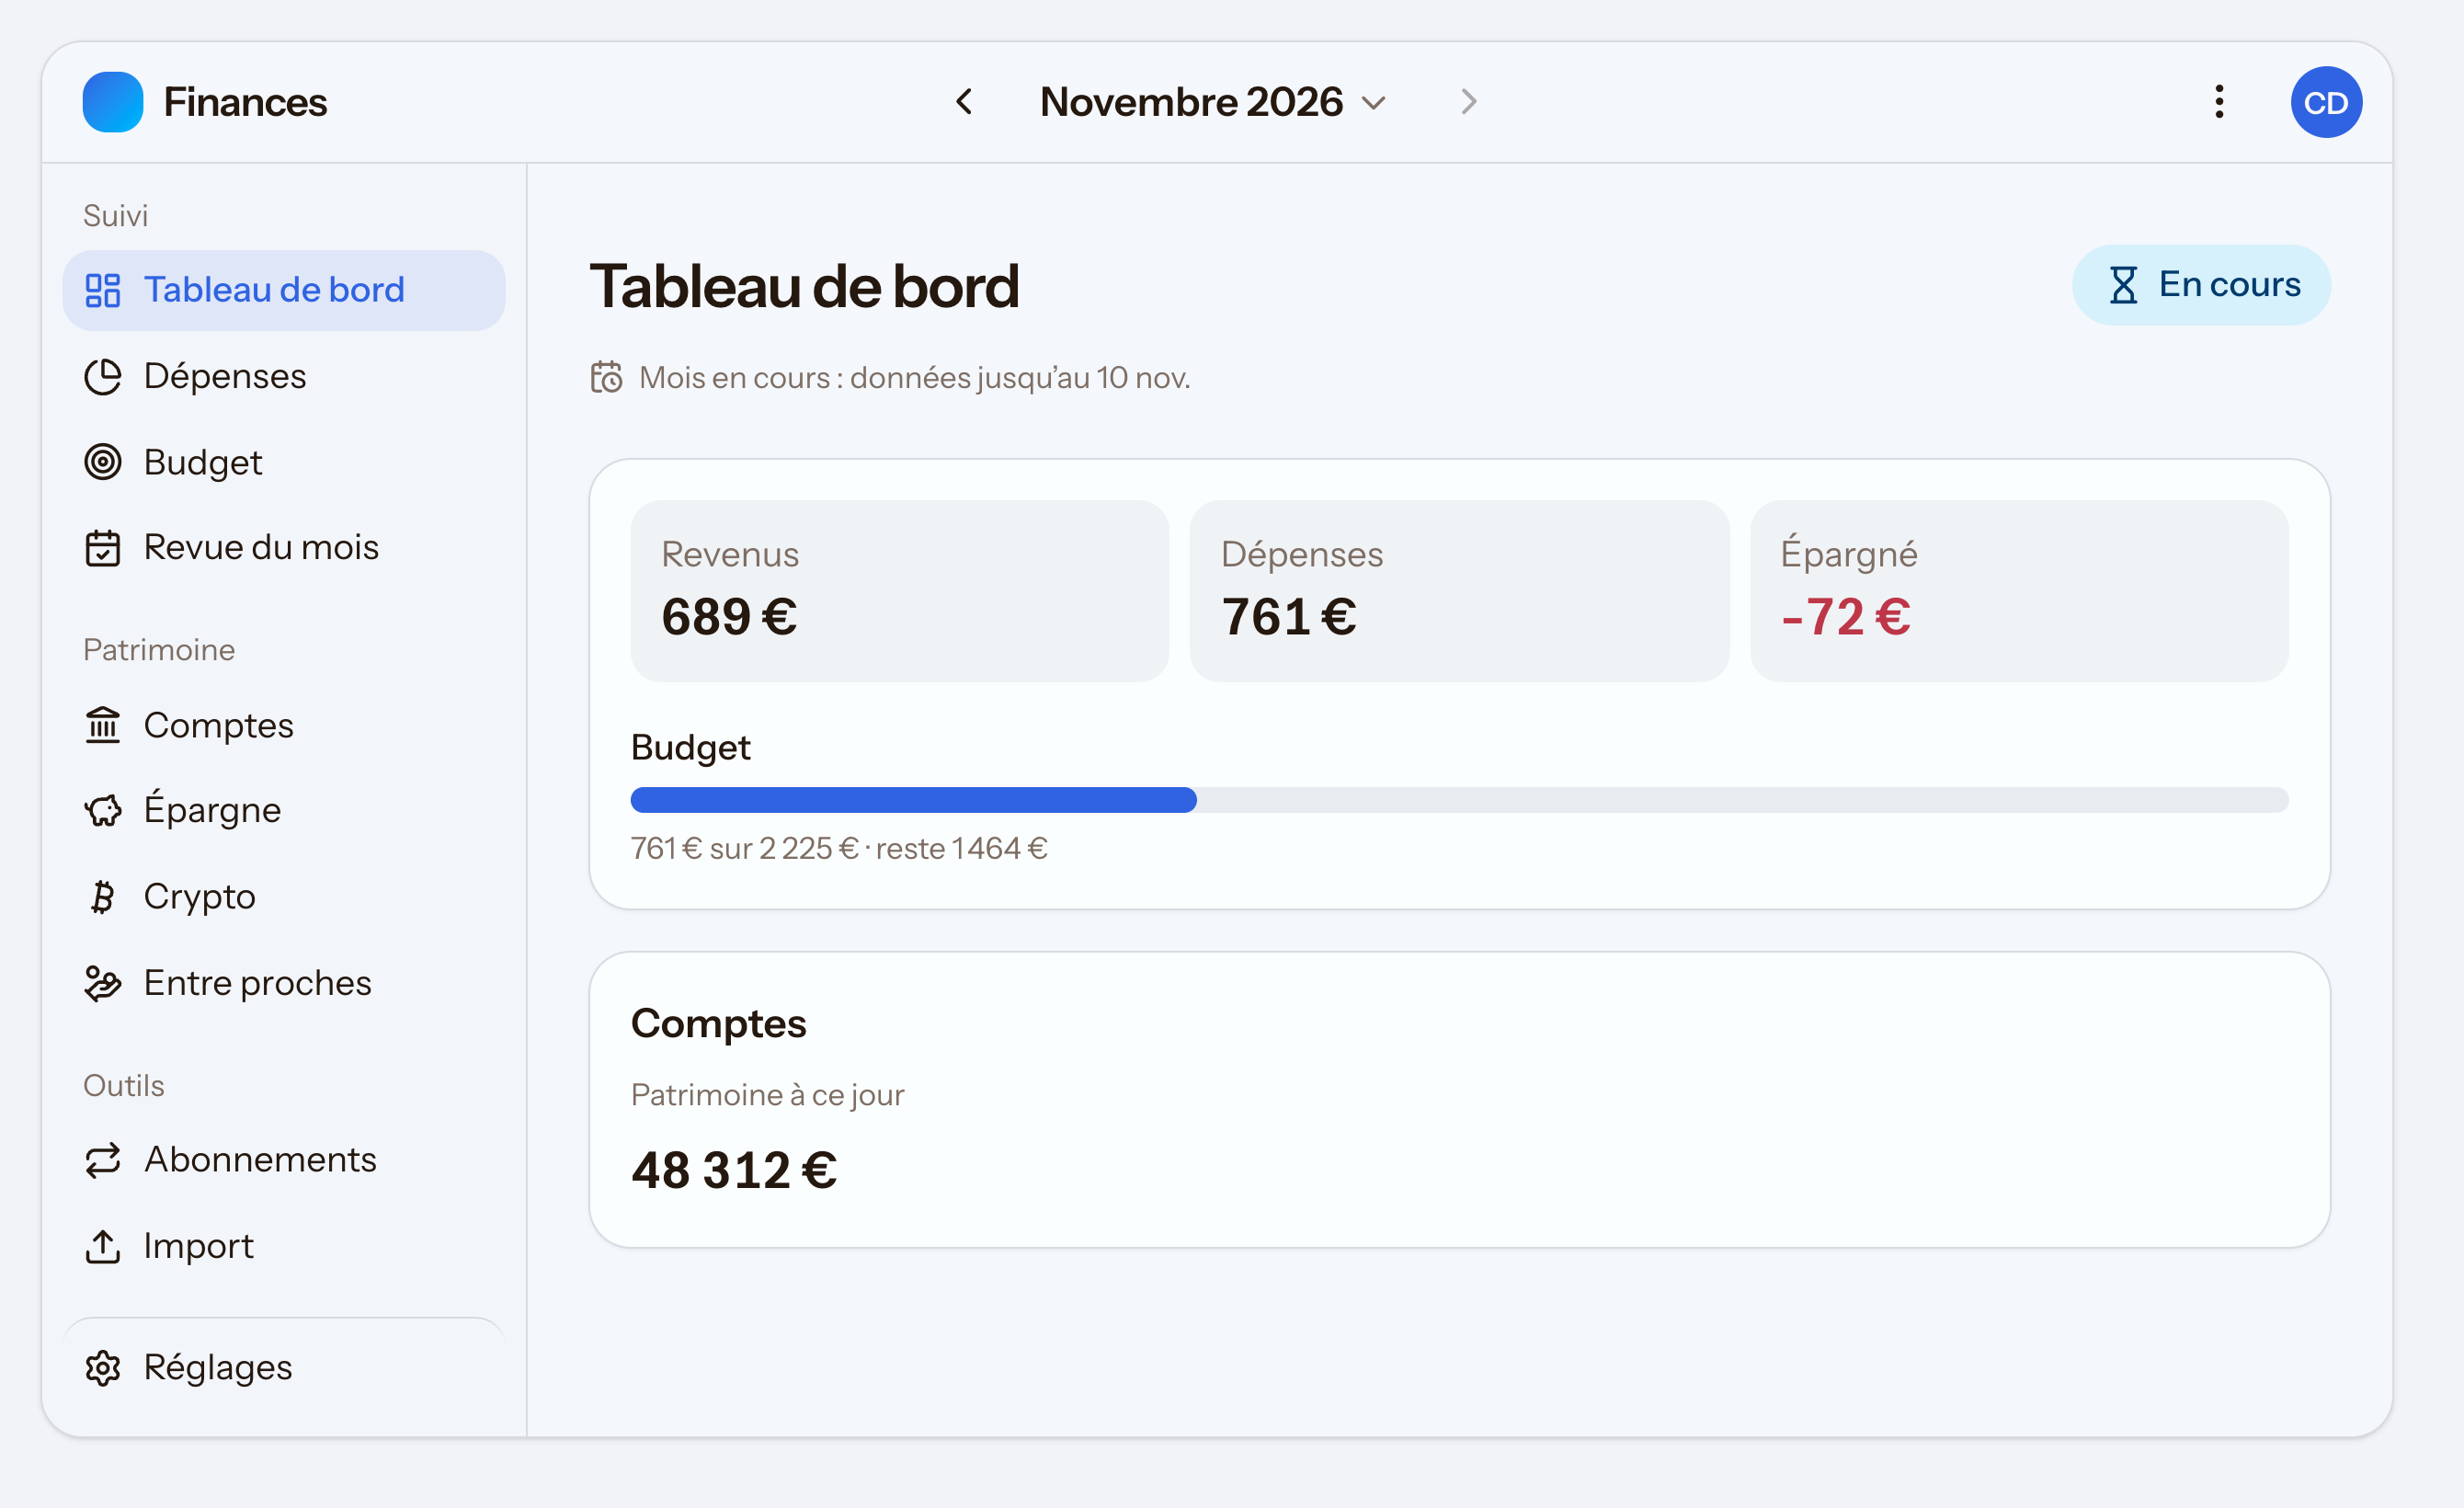 Finances
Novembre 2026
CD
Suivi
Tableau de bord
Dépenses
Budget
Revue du mois
Patrimoine
Comptes
Épargne
Crypto
Entre proches
Outils
Abonnements
Import
Réglages
Tableau de bord
En cours
Mois en cours : données jusqu’au 10 nov.
Revenus
689 €
Dépenses
761 €
Épargné
-72 €
Budget
761 € sur 2 225 € · reste 1 464 €
Comptes
Patrimoine à ce jour
48 312 €